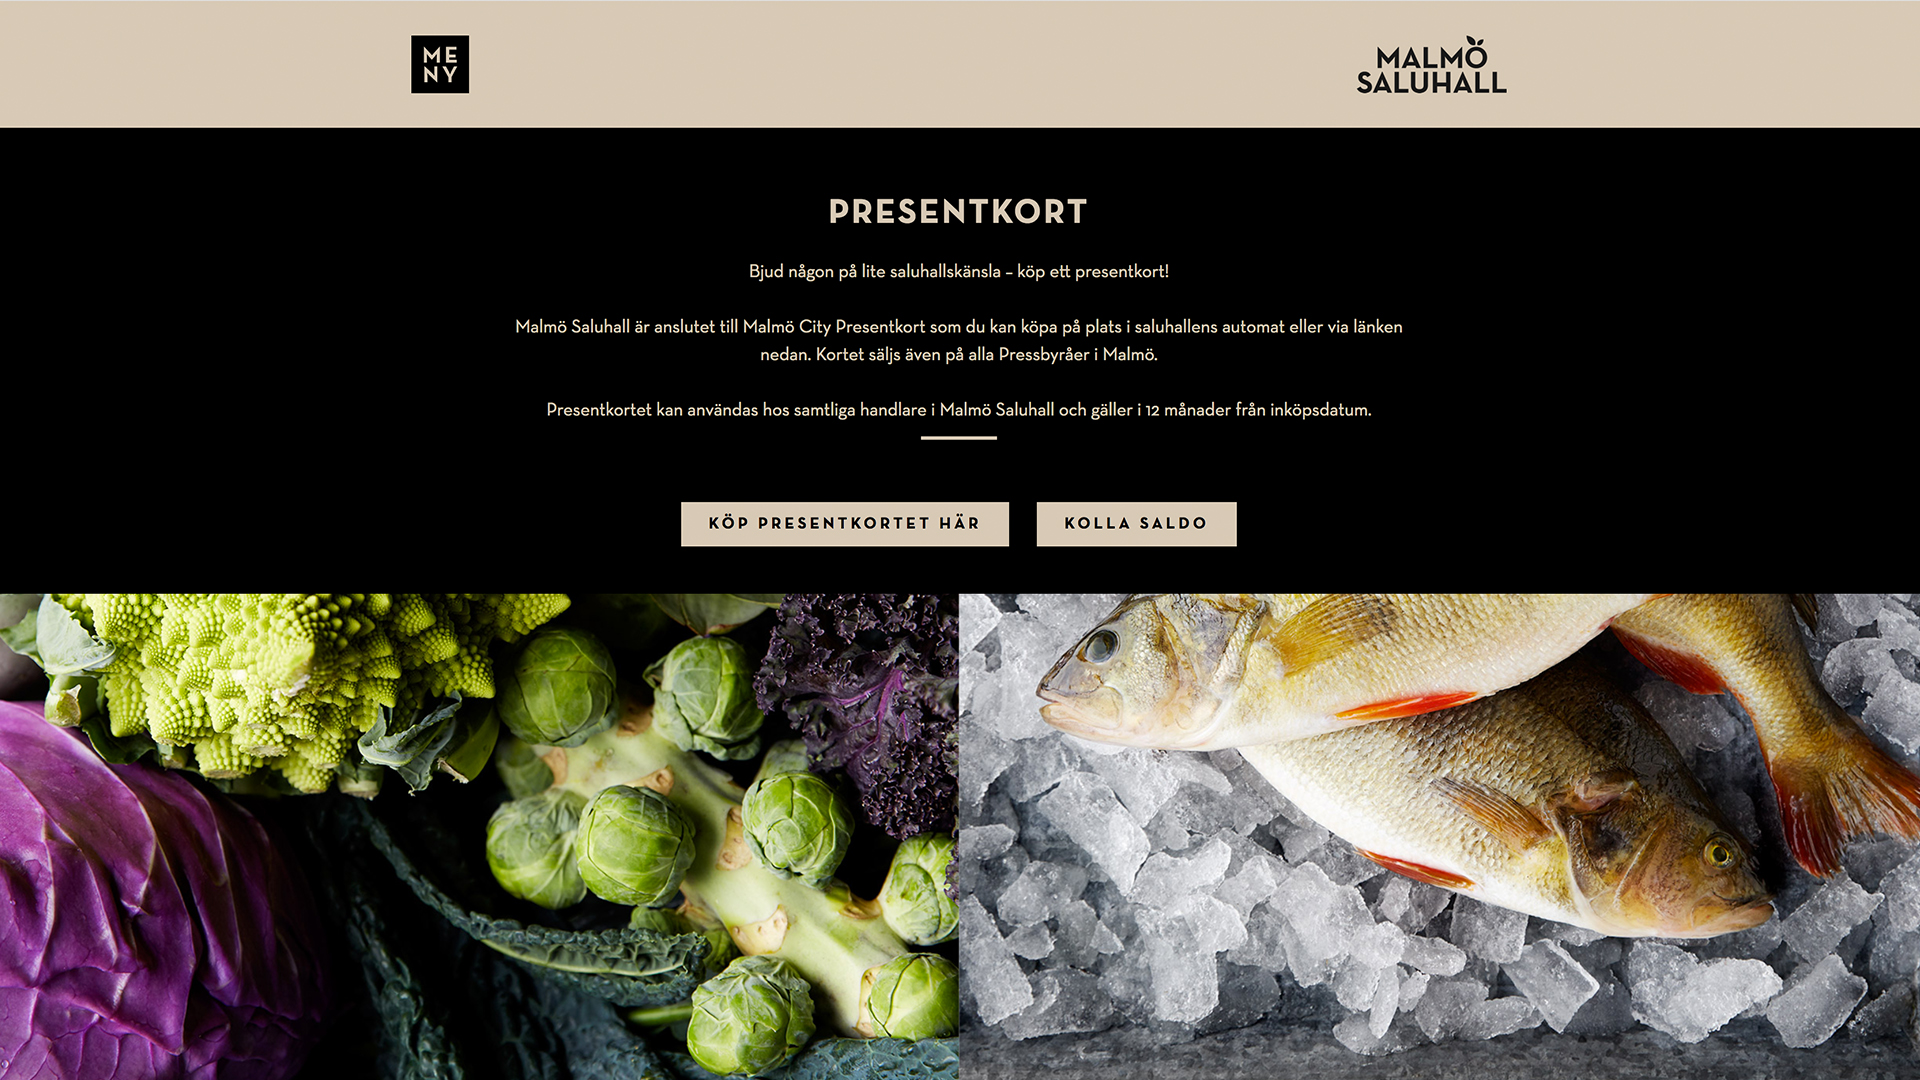 ME
NY
MALMÖ
SALUHALL
PRESENTKORT
Bjud någon på lite saluhallskänsla – köp ett presentkort!
Malmö Saluhall är anslutet till Malmö City Presentkort som du kan köpa på plats i saluhallens automat eller via länken
nedan. Kortet säljs även på alla Pressbyråer i Malmö.
Presentkortet kan användas hos samtliga handlare i Malmö Saluhall och gäller i 12 månader från inköpsdatum.
KÖP PRESENTKORTET HÄR
KOLLA SALDO